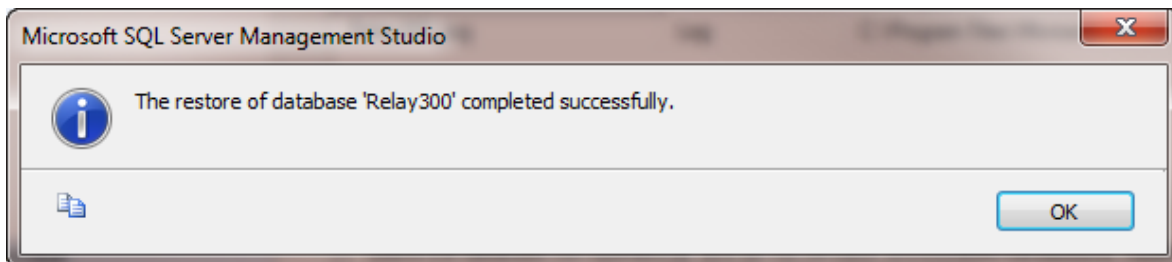 Microsoft SQL Server Management Studio
The restore of database 'Relay300' completed successfully.
OK